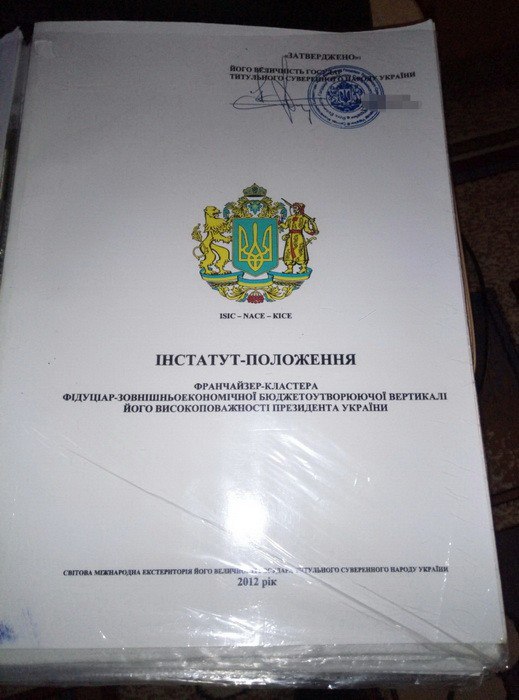 «ЗАТВЕРДЖЕНО»)
ЙОГО ВЕЛИЧНІСТЬ ГОСУДАР
ТИТУЛЬНОГО СУВЕРЕННОГО НАРОДУ УКРАЇНИ
ISIC – NACE – KICE
ІНСТАТУТ-ПОЛОЖЕННЯ
ФРАНЧАЙЗЕР-КЛАСТЕРА
ФІДУЦІАР-ЗОВНІШНЬОЕКОНОМІЧНОЇ БЮДЖЕТОУТВОРЮЮЧОЇ ВЕРТИКАЛІ
ЙОГО ВИСОКОПОВАЖНОСТІ ПРЕЗИДЕНТА УКРАЇНИ
СВІТОВА МІЖНАРОДНА ЕКСТЕРИТОРІЯ ЙОГО ТИТУЛЬНОГО СУВЕРЕННОГО НАРОДУ УКРАЇНИ
2012 рік